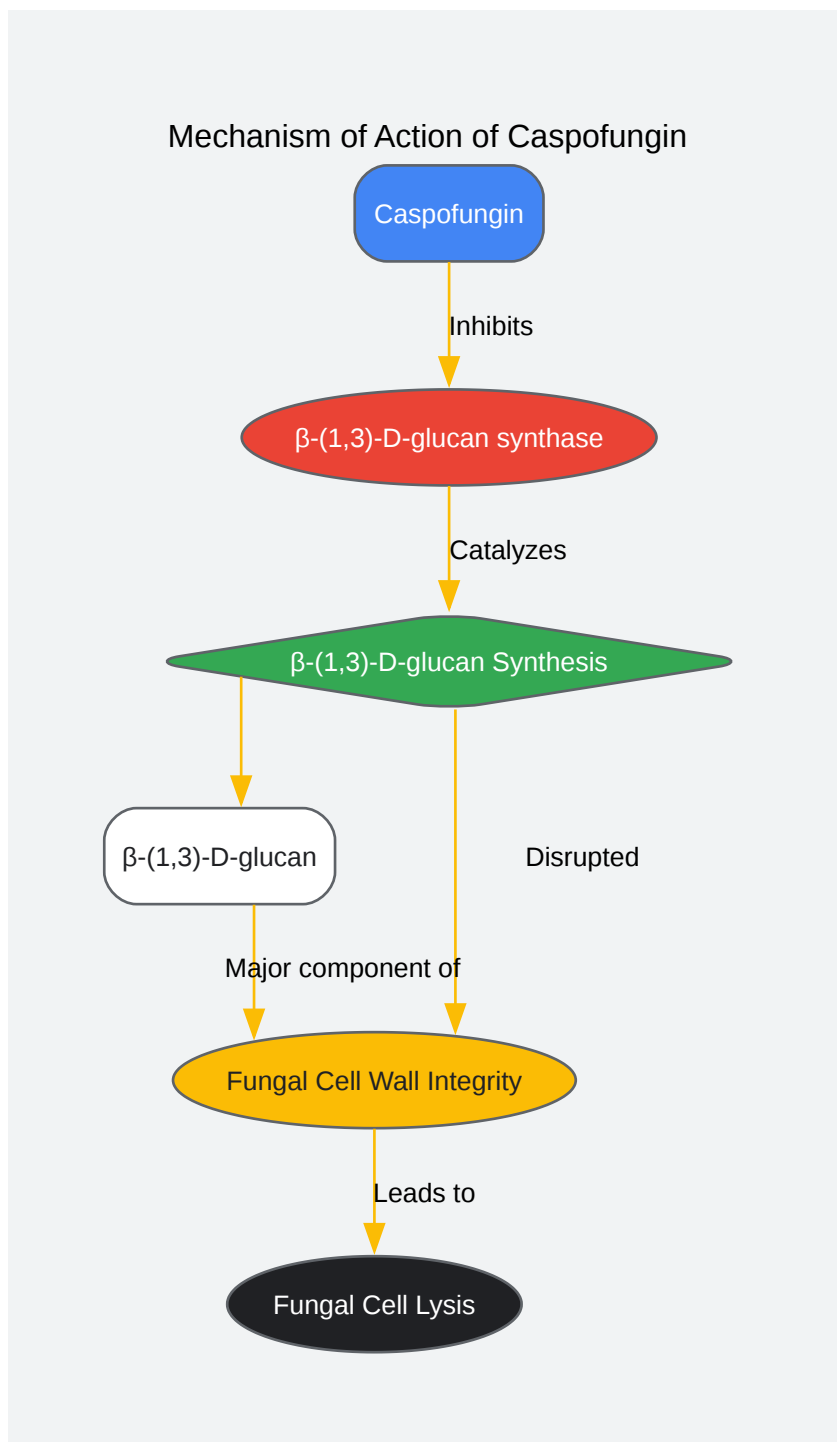 Mechanism of Action of Caspofungin
Caspofungin
Inhibits
β-(1,3)-D-glucan synthase
Catalyzes
β-(1,3)-D-glucan Synthesis
β-(1,3)-D-glucan
Disrupted
Major component of
Fungal Cell Wall Integrity
Leads to
Fungal Cell Lysis